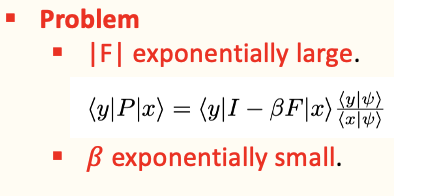 ▪ Problem
▪ |F| exponentially large.
⟨y|P|x⟩ = ⟨y|I − βF|x⟩ ⟨y|ψ⟩/⟨x|ψ⟩
▪ β exponentially small.